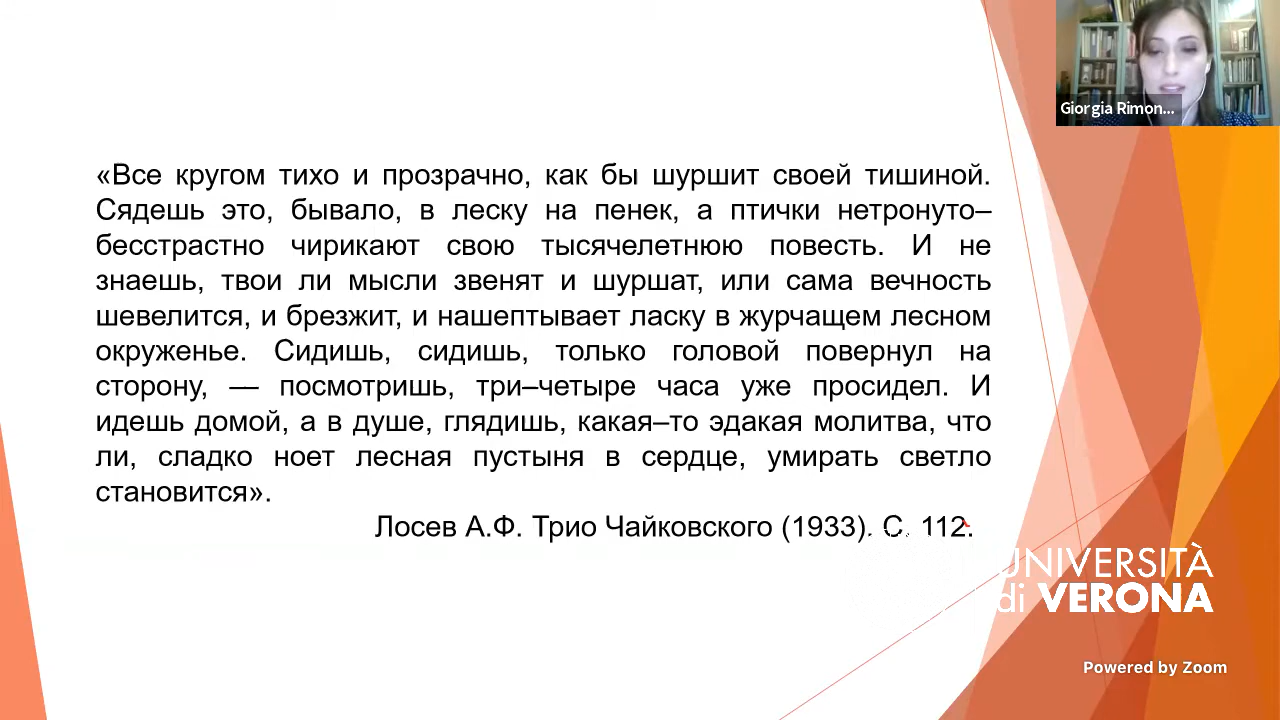 Giorgia Rimon...
«Все кругом тихо и прозрачно, как бы шуршит своей тишиной.
Сядешь это, бывало, в леску на пенек, а птички нетронуто–
бесстрастно чирикают свою тысячелетнюю повесть. И не
знаешь, твои ли мысли звенят и шуршат, или сама вечность
шевелится, и брезжит, и нашептывает ласку в журчащем лесном
окруженье. Сидишь, сидишь, только головой повернул на
сторону, — посмотришь, три–четыре часа уже просидел. И
идешь домой, а в душе, глядишь, какая–то эдакая молитва, что
ли, сладко ноет лесная пустыня в сердце, умирать светло
становится».
Лосев А.Ф. Трио Чайковского (1933). С. 112.
UNIVERSITÀ
di VERONA
Powered by Zoom